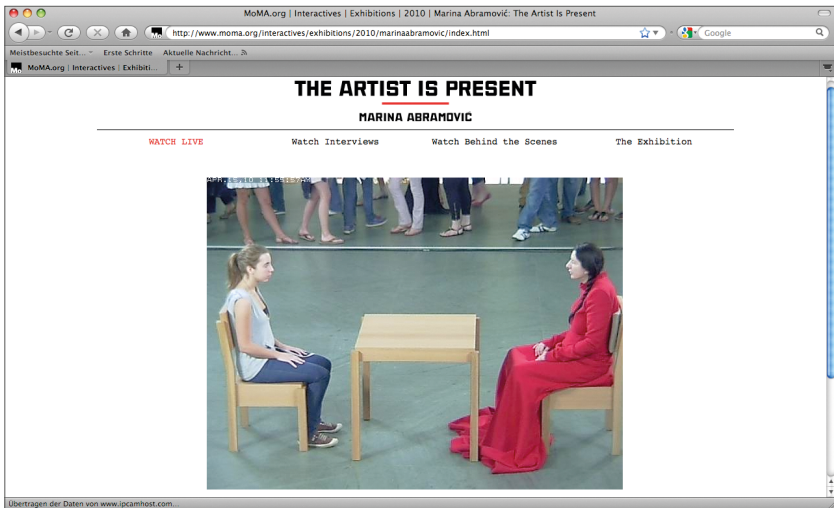 MoMA.org | Interactives | Exhibitions | 2010 | Marina Abramović: The Artist Is Present
Mo http://www.moma.org/interactives/exhibitions/2010/marinaabramovic/index.html Google
Meistbesuchte Seit... Erste Schritte Aktuelle Nachricht...
Mo MoMA.org | Interactives | Exhibiti... +
THE ARTIST IS PRESENT
MARINA ABRAMOVIĆ
WATCH LIVE Watch Interviews Watch Behind the Scenes The Exhibition
Übertragen der Daten von www.ipcamhost.com...